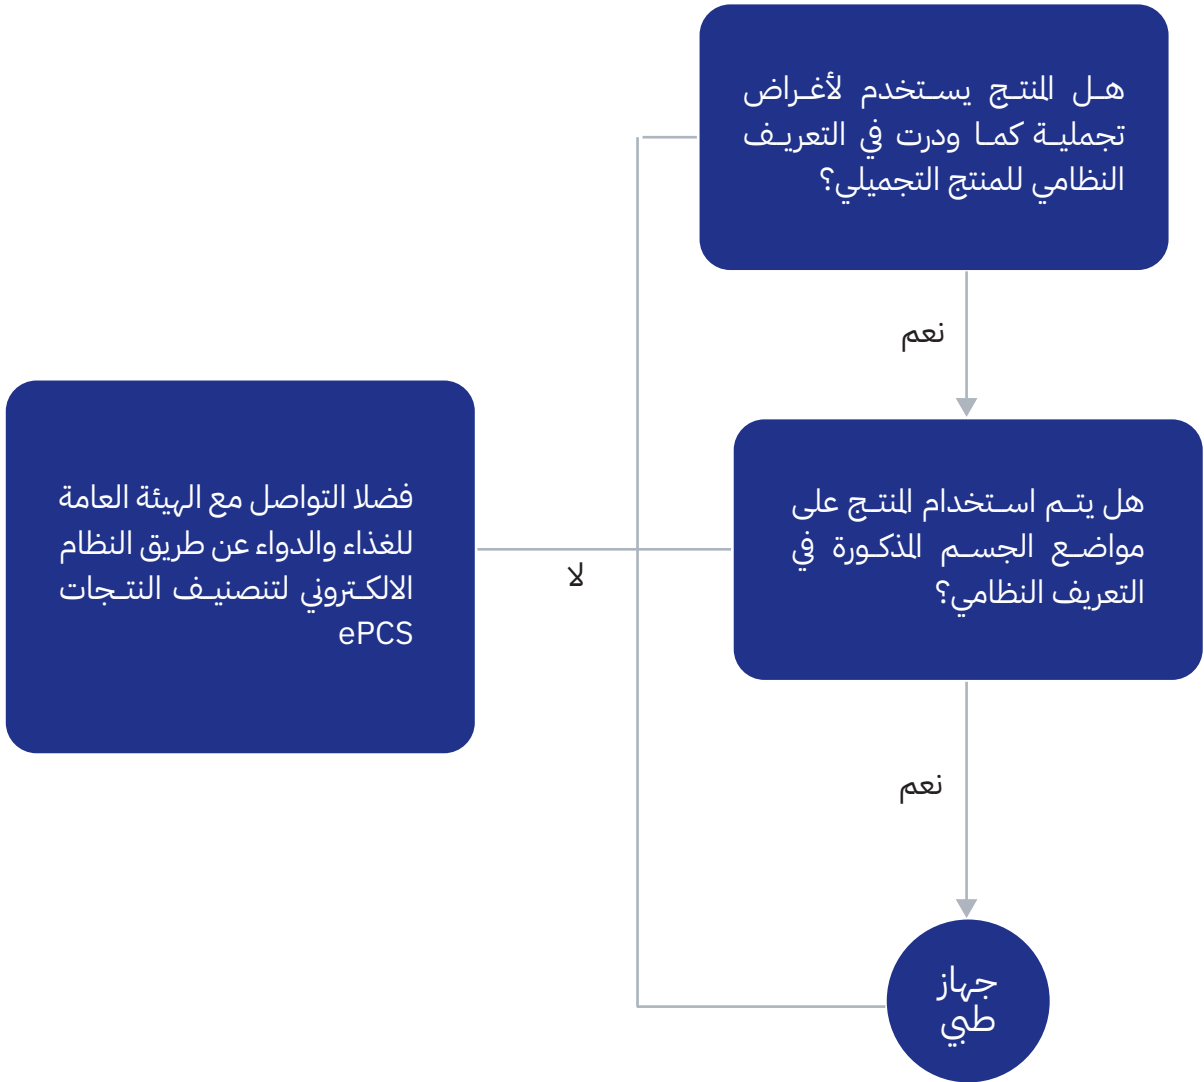 هل المنتج يستخدم لأغراض
تجملية كما ودرت في التعريف
النظامي للمنتج التجميلي؟
نعم
هل يتم استخدام المنتج على
مواضع الجسم المذكورة في
التعريف النظامي؟
لا
فضلا التواصل مع الهيئة العامة
للغذاء والدواء عن طريق النظام
الالكتروني لتنصنيف النتجات
ePCS
نعم
جهاز
طبي